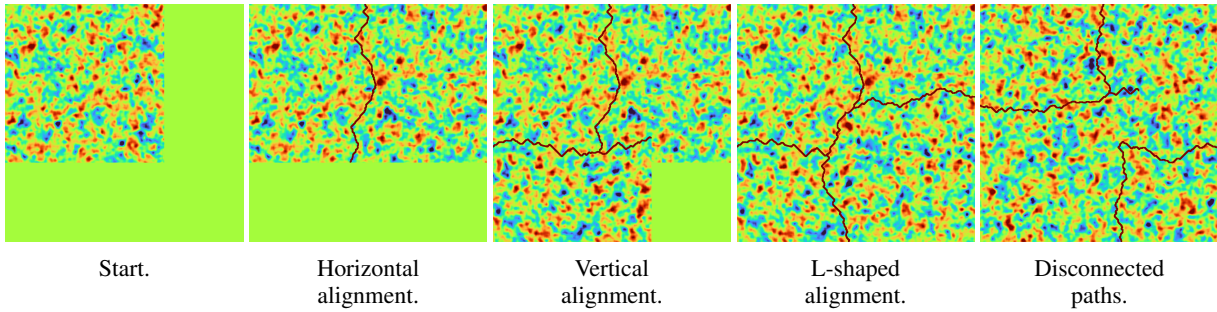 Start.
Horizontal
alignment.
Vertical
alignment.
L-shaped
alignment.
Disconnected
paths.